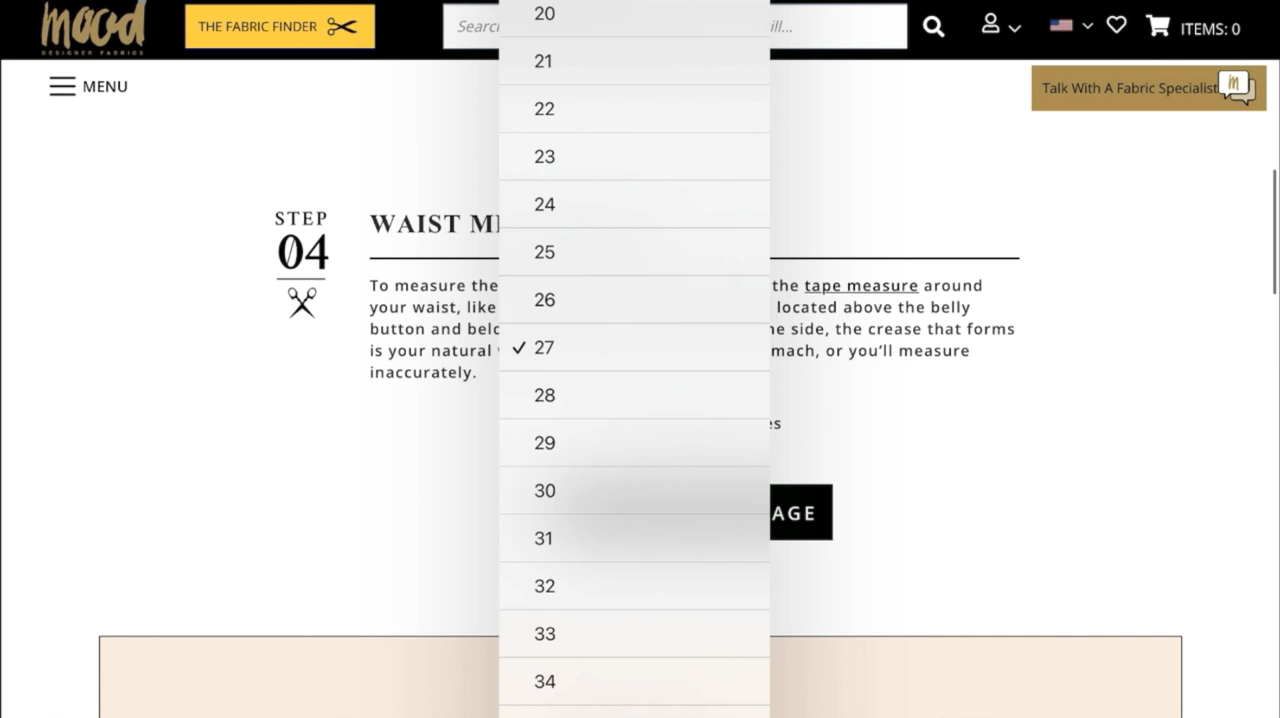 mood
DESIGNER FABRICS
THE FABRIC FINDER
Search
ill...
ITEMS: 0
MENU
Talk With A Fabric Specialist
m
STEP
04
WAIST M
To measure the
the tape measure around
your waist, like
located above the belly
button and belo
he side, the crease that forms
is your natural
mach, or you'll measure
inaccurately.
es
AGE
20
21
22
23
24
25
26
27
28
29
30
31
32
33
34